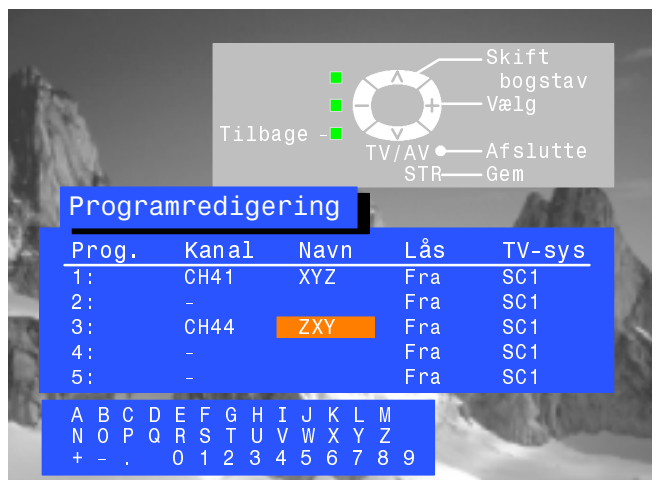 Skift
bogstav
Vælg
Tilbage
TV/AV Afslutte
STR Gem
Programredigering
Prog. Kanal Navn Lås TV-sys
1: CH41 XYZ Fra SC1
2: - Fra SC1
3: CH44 ZXY Fra SC1
4: - Fra SC1
5: - Fra SC1
A B C D E F G H I J K L M
N O P Q R S T U V W X Y Z
+ - . 0 1 2 3 4 5 6 7 8 9